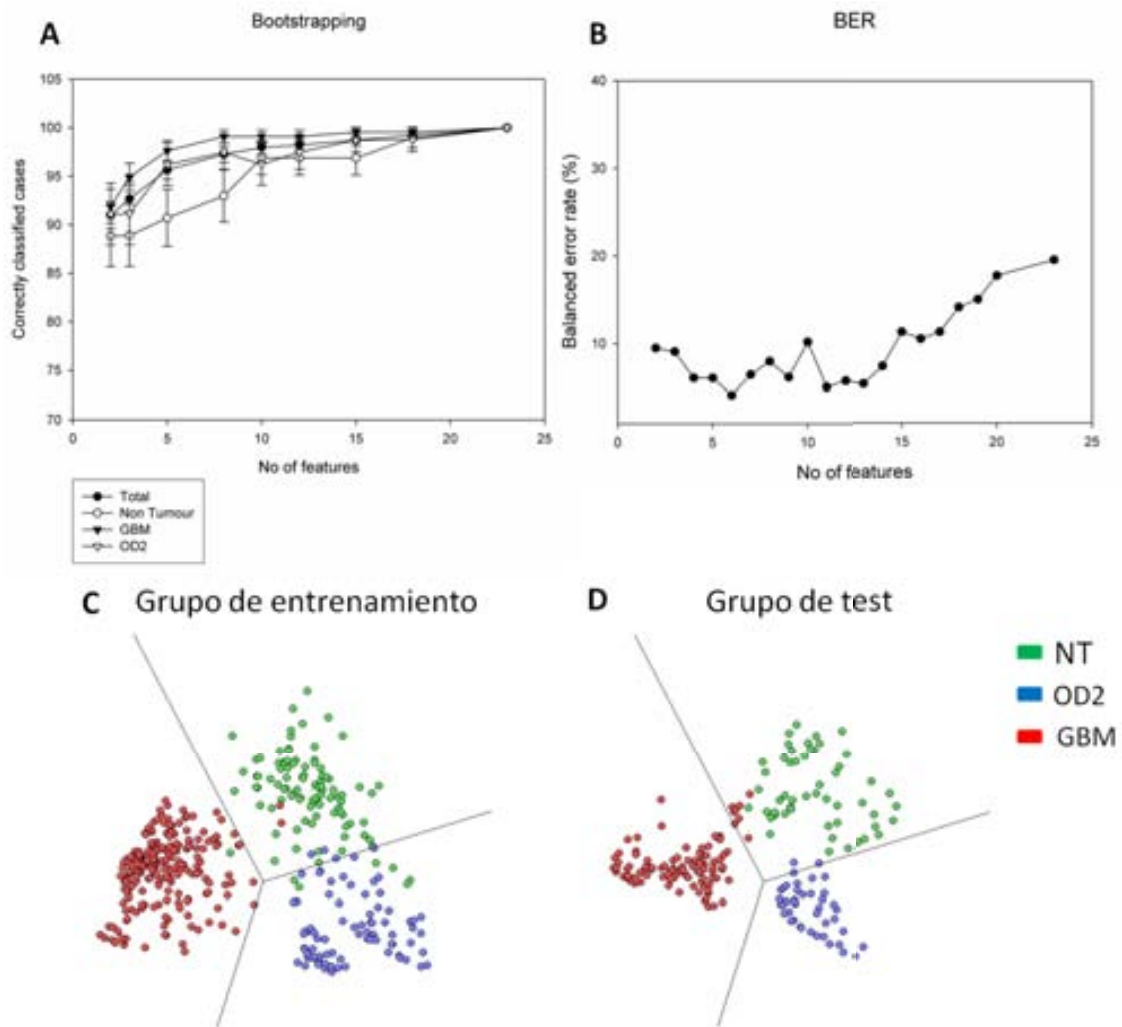 A
Bootstrapping
Correctly classified cases
105
100
95
90
85
80
75
70
0
5
10
15
20
25
No of features
Total
Non Tumour
GBM
OD2
B
BER
Balanced error rate (%)
40
30
20
10
0
5
10
15
20
25
No of features
C Grupo de entrenamiento
D Grupo de test
NT
OD2
GBM